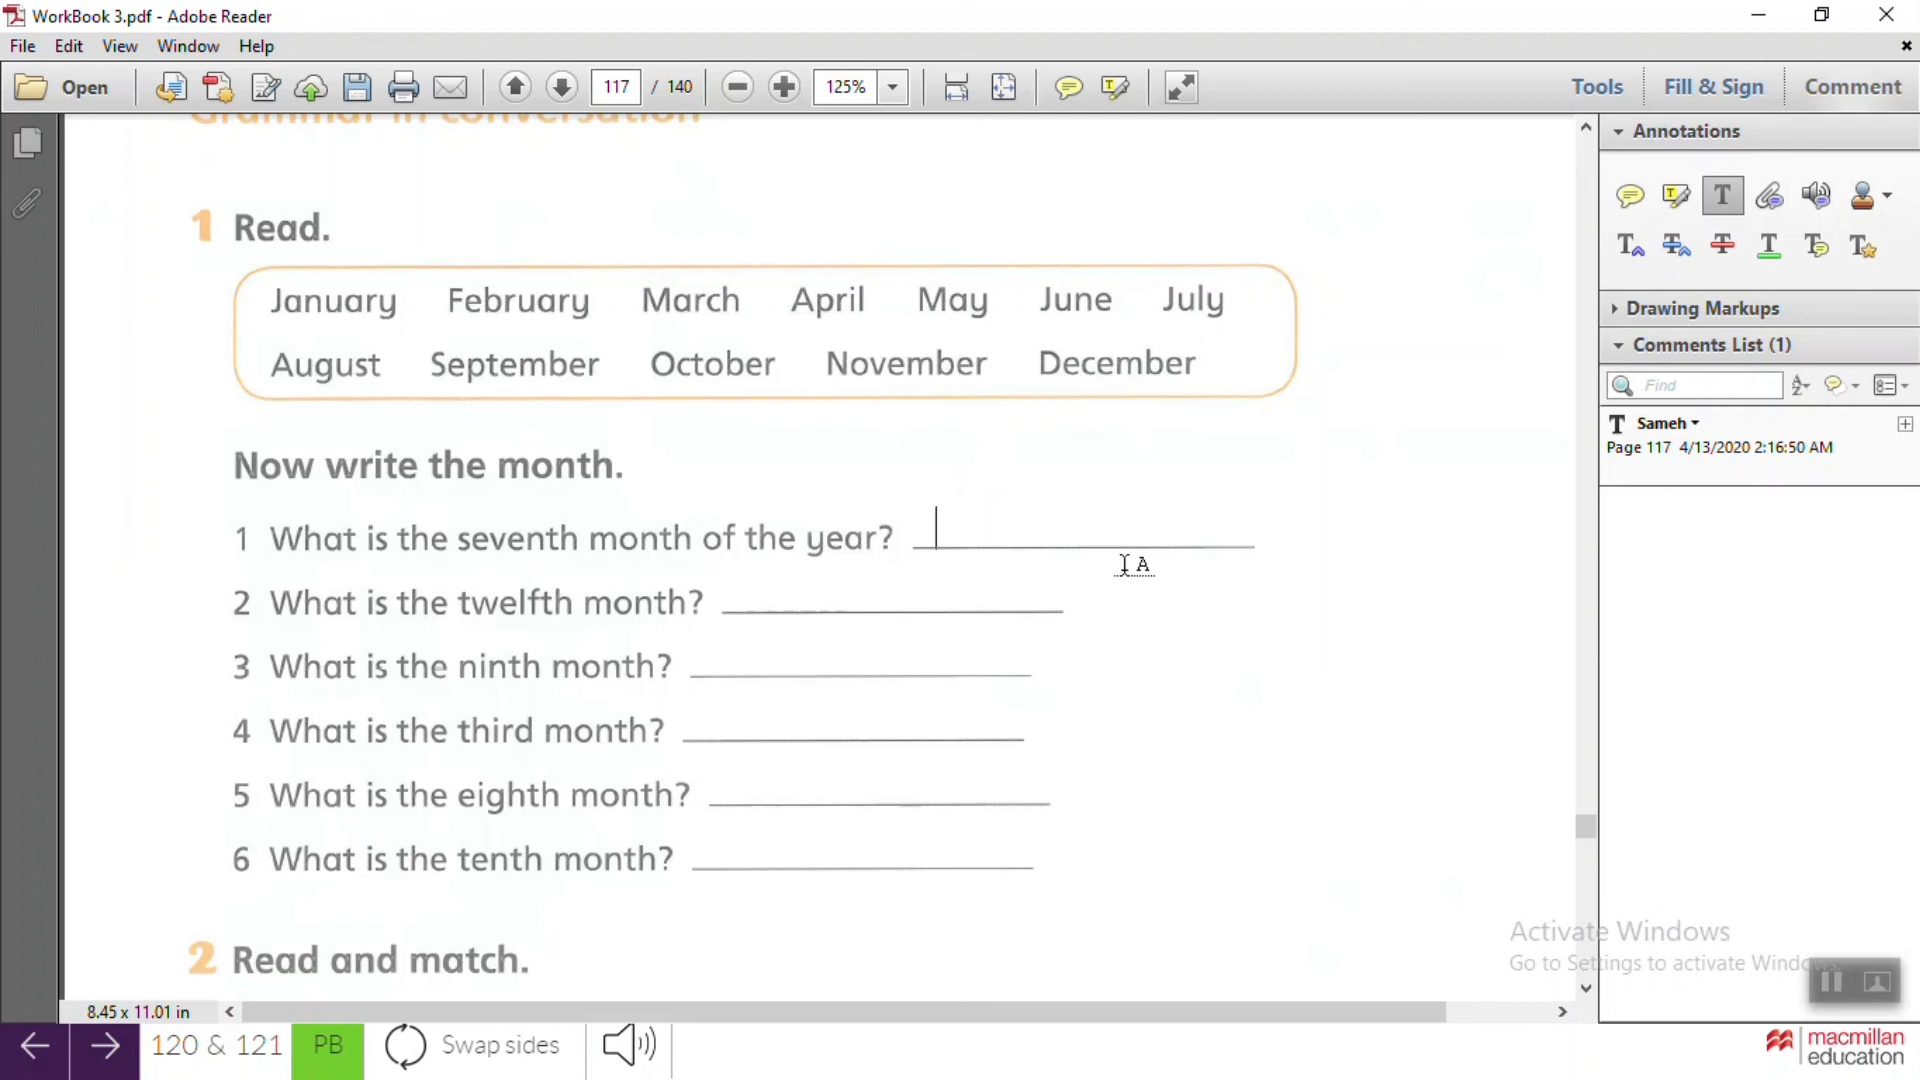 WorkBook 3.pdf - Adobe Reader
File Edit View Window Help
Open 117 / 140 125% Tools Fill & Sign Comment
Grammar in conversation
Annotations
1 Read.
January February March April May June July
August September October November December
Now write the month.
1 What is the seventh month of the year?
2 What is the twelfth month?
3 What is the ninth month?
4 What is the third month?
5 What is the eighth month?
6 What is the tenth month?
2 Read and match.
Drawing Markups
Comments List (1)
Find
Sameh
Page 117 4/13/2020 2:16:50 AM
Activate Windows
Go to Settings to activate Windows.
8.45 x 11.01 in
120 & 121 PB Swap sides
macmillan
education